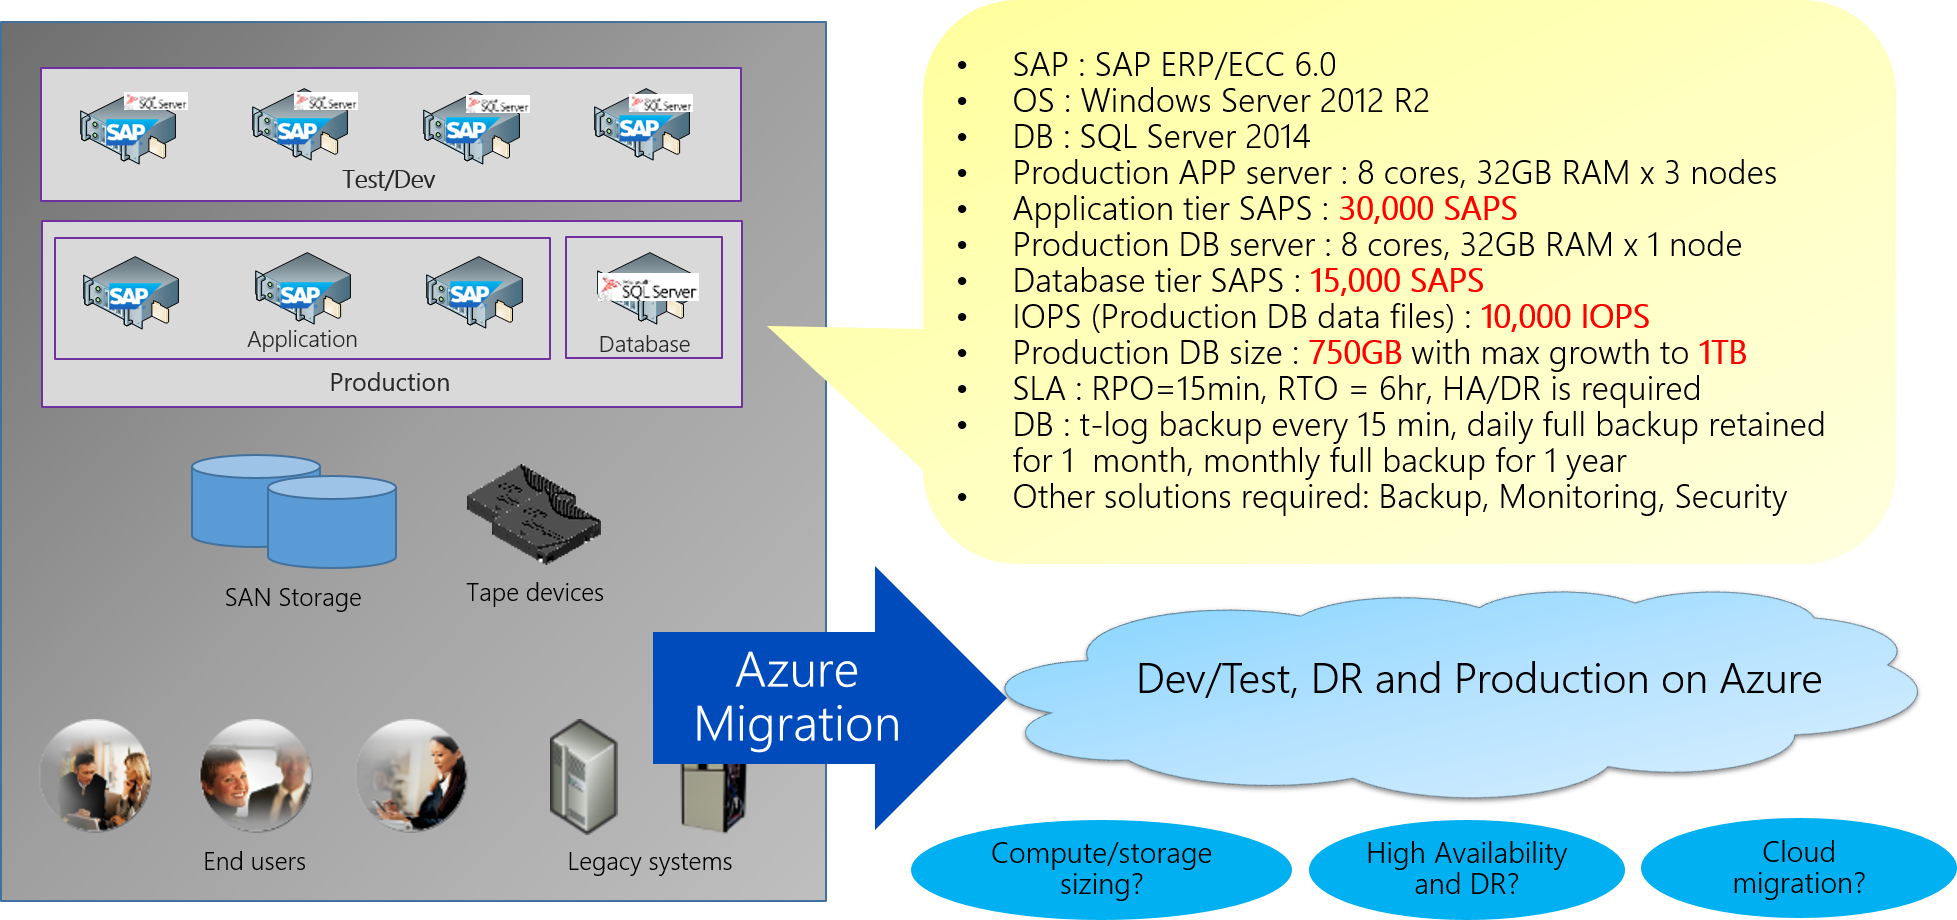 SQL Server
SQL Server
SQL Server
SQL Server
SAP
SAP
SAP
SAP
Test/Dev
SAP
SAP
SAP
SQL Server
Application
Database
Production
SAN Storage
Tape devices
End users
Legacy systems
• SAP : SAP ERP/ECC 6.0
• OS : Windows Server 2012 R2
• DB : SQL Server 2014
• Production APP server : 8 cores, 32GB RAM x 3 nodes
• Application tier SAPS : 30,000 SAPS
• Production DB server : 8 cores, 32GB RAM x 1 node
• Database tier SAPS : 15,000 SAPS
• IOPS (Production DB data files) : 10,000 IOPS
• Production DB size : 750GB with max growth to 1TB
• SLA : RPO=15min, RTO = 6hr, HA/DR is required
• DB : t-log backup every 15 min, daily full backup retained
for 1 month, monthly full backup for 1 year
• Other solutions required: Backup, Monitoring, Security
Azure
Migration
Dev/Test, DR and Production on Azure
Compute/storage
sizing?
High Availability
and DR?
Cloud
migration?